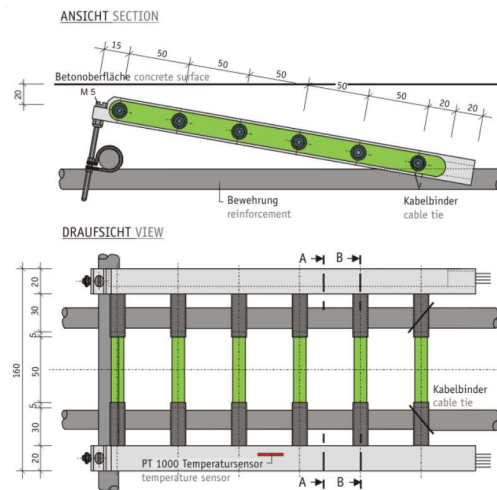 ANSICHT SECTION
15
50
50
50
50
50
20
20
Betonoberfläche concrete surface
20
M 5
Bewehrung
reinforcement
Kabelbinder
cable tie
DRAUFSICHT VIEW
A
B
20
30
5
50
160
5
30
20
Kabelbinder
cable tie
PT 1000 Temperatursensor
temperature sensor
A
B